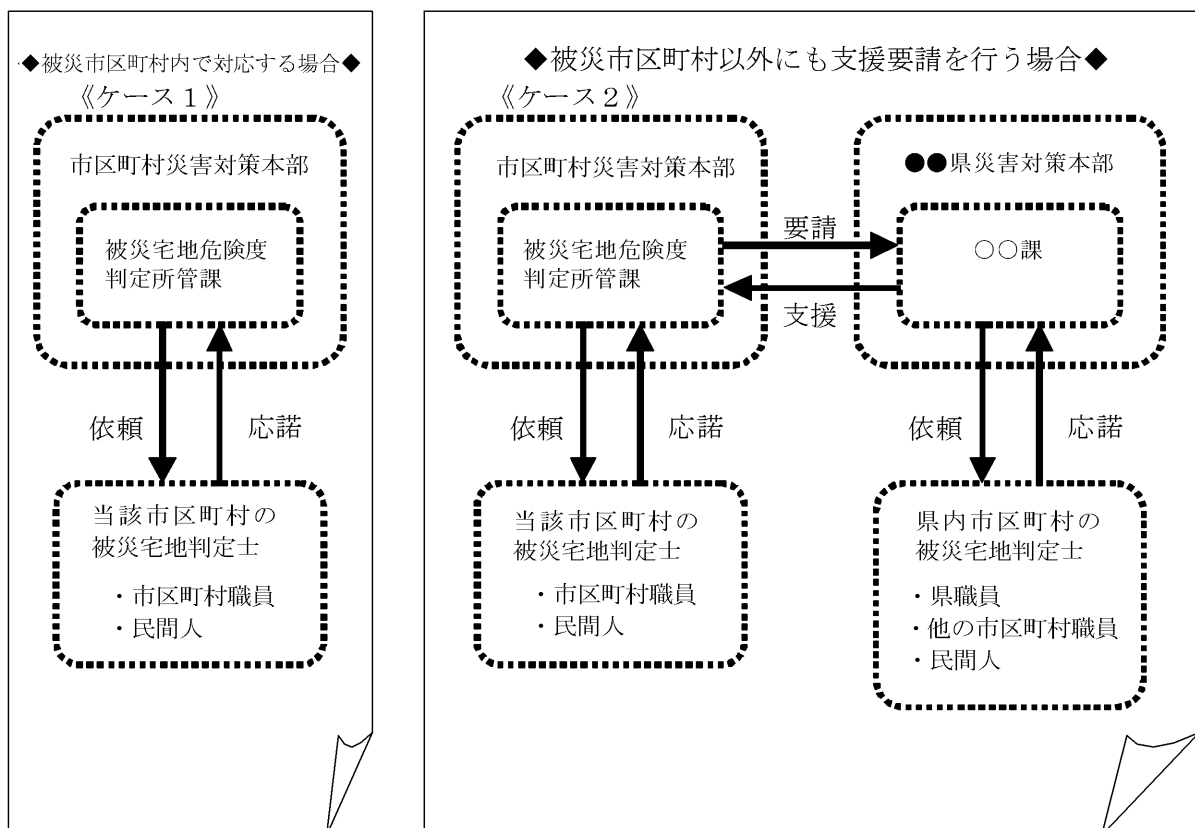 ◆被災市区町村内で対応する場合◆
《ケース１》
市区町村災害対策本部
被災宅地危険度
判定所管課
依頼
応諾
当該市区町村の
被災宅地判定士
・市区町村職員
・民間人
◆被災市区町村以外にも支援要請を行う場合◆
《ケース２》
市区町村災害対策本部
被災宅地危険度
判定所管課
要請
支援
●●県災害対策本部
○○課
依頼
応諾
当該市区町村の
被災宅地判定士
・市区町村職員
・民間人
依頼
応諾
県内市区町村の
被災宅地判定士
・県職員
・他の市区町村職員
・民間人